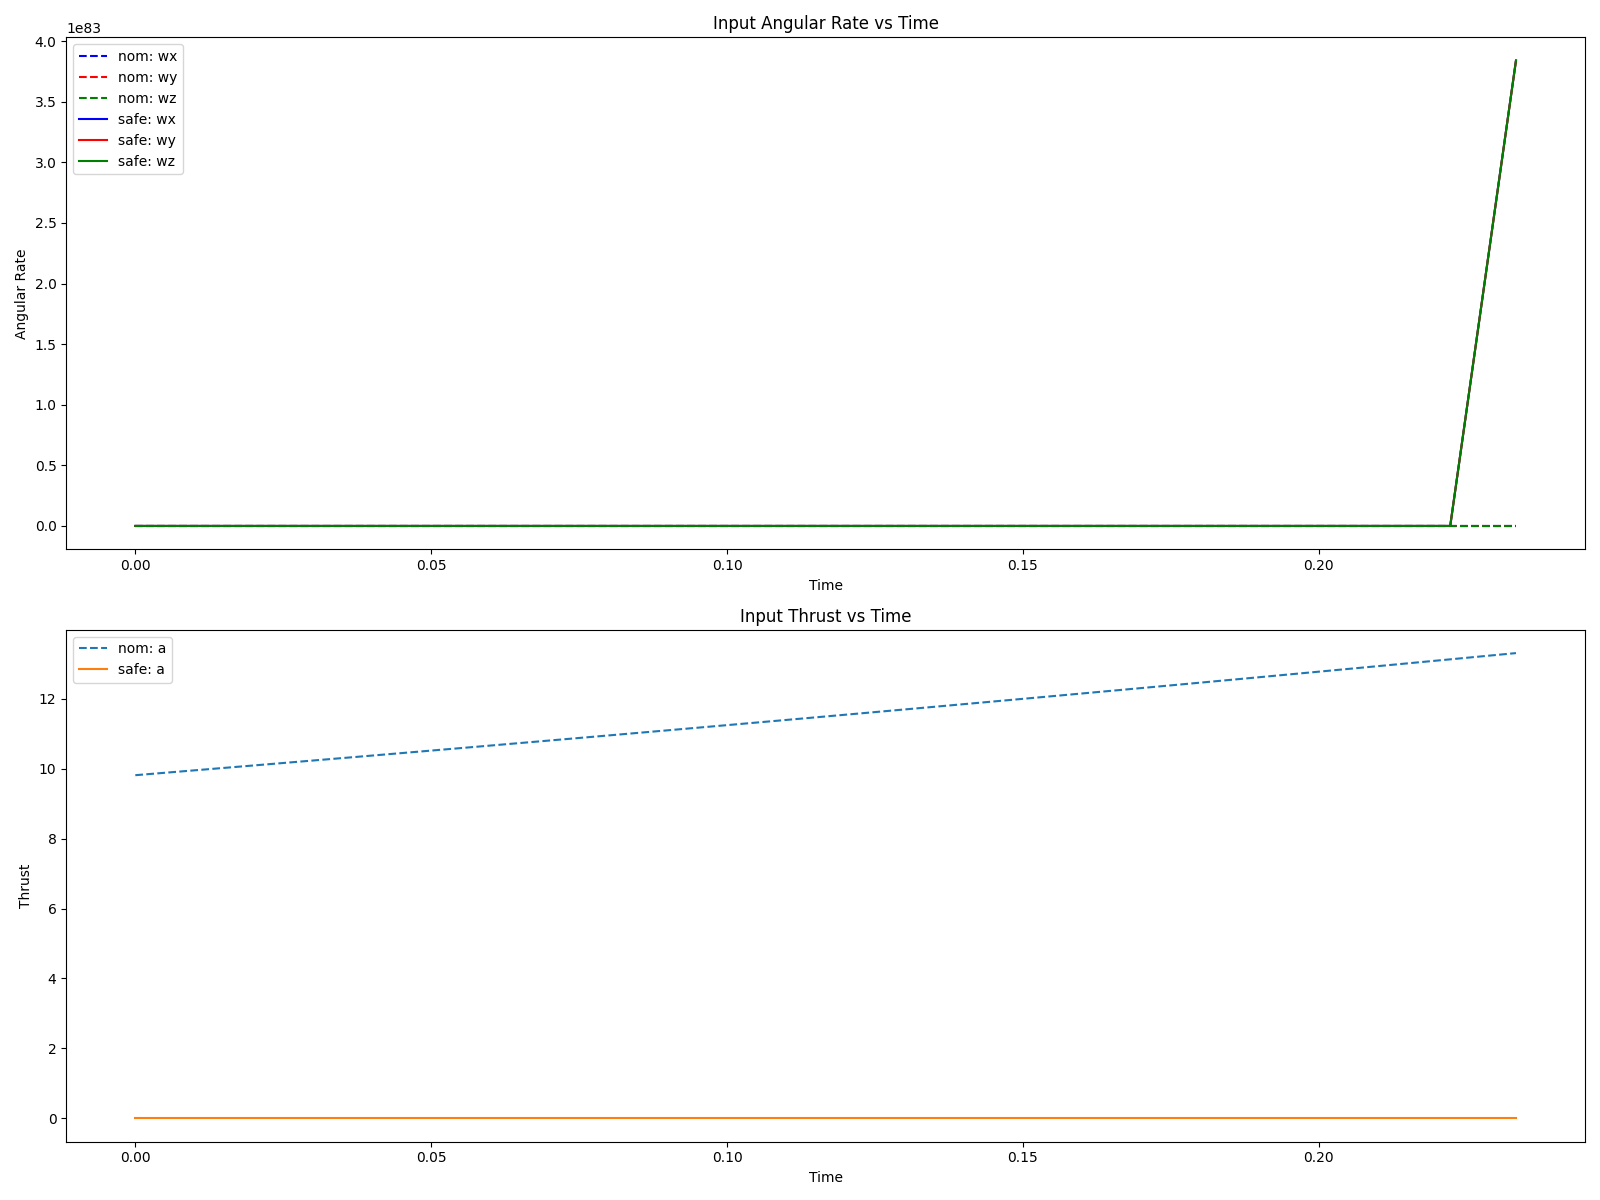 Input Angular Rate vs Time
1e83
4.0
3.5
3.0
2.5
2.0
1.5
1.0
0.5
0.0
Angular Rate
nom: wx
nom: wy
nom: wz
safe: wx
safe: wy
safe: wz
0.00 0.05 0.10 0.15 0.20
Time
Input Thrust vs Time
12
10
8
6
4
2
0
Thrust
nom: a
safe: a
0.00 0.05 0.10 0.15 0.20
Time